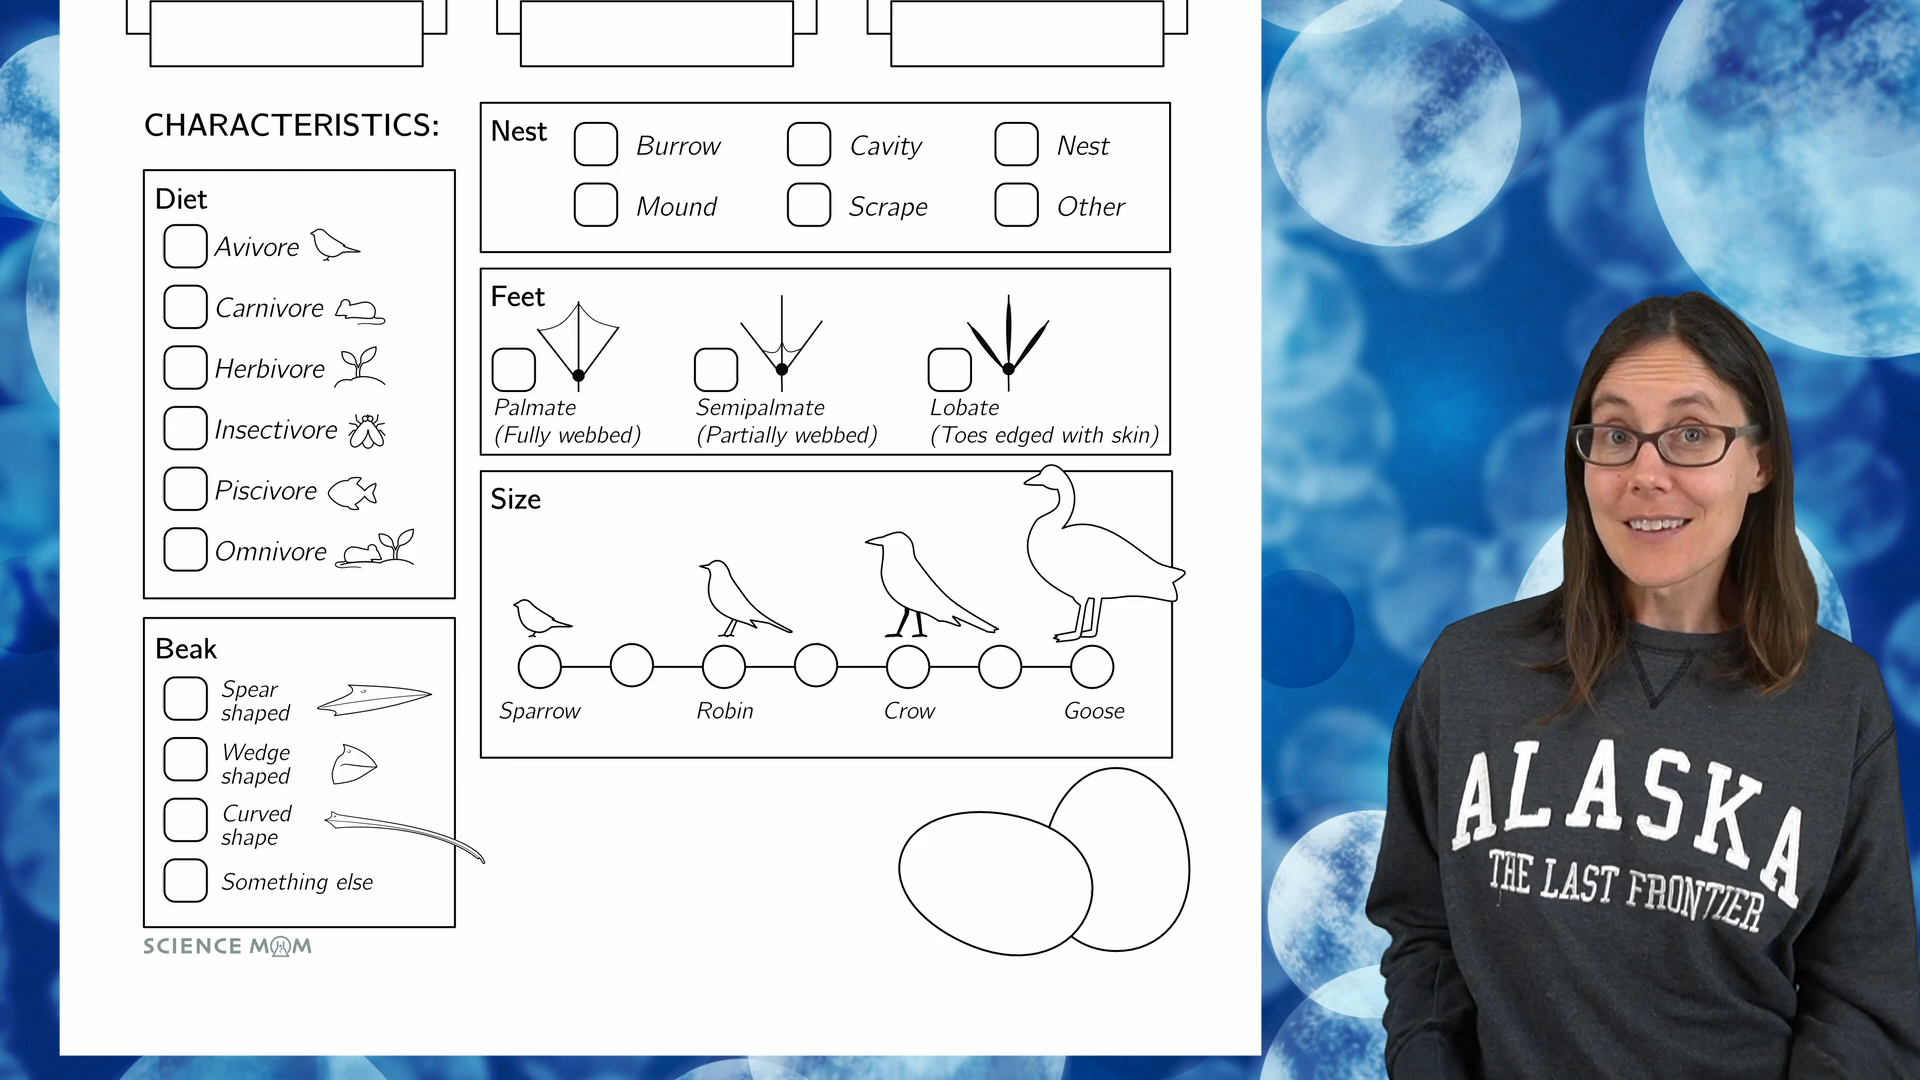 CHARACTERISTICS:
Diet
Avivore
Carnivore
Herbivore
Insectivore
Piscivore
Omnivore
Beak
Spear
shaped
Wedge
shaped
Curved
shape
Something else
SCIENCE MOM
Nest
Burrow
Cavity
Nest
Mound
Scrape
Other
Feet
Palmate
(Fully webbed)
Semipalmate
(Partially webbed)
Lobate
(Toes edged with skin)
Size
Sparrow
Robin
Crow
Goose
ALASKA
THE LAST FRONTIER